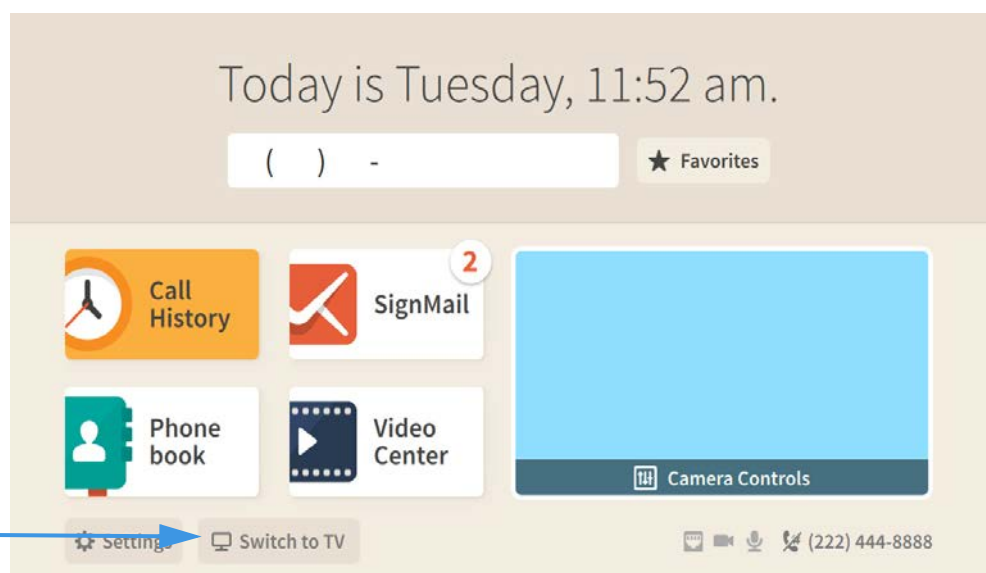 Today is Tuesday, 11:52 am.
( ) -
★ Favorites
Call
History
2
SignMail
Phone
book
Video
Center
Camera Controls
Settings
Switch to TV
(222) 444-8888